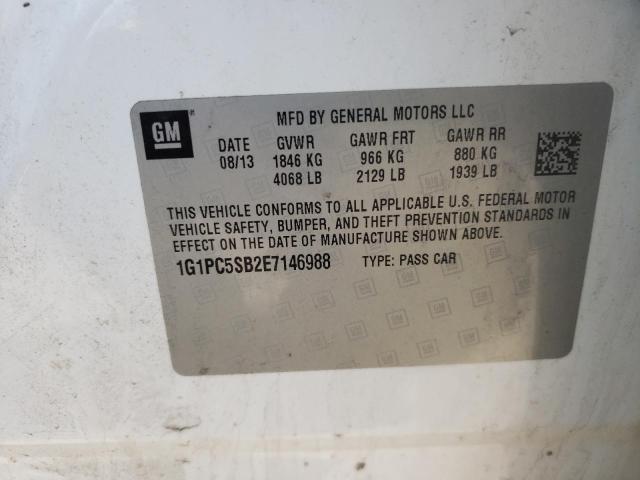 MFD BY GENERAL MOTORS LLC
GM
DATE GVWR GAWR FRT GAWR RR
08/13 1846 KG 966 KG 880 KG
4068 LB 2129 LB 1939 LB
THIS VEHICLE CONFORMS TO ALL APPLICABLE U.S. FEDERAL MOTOR
VEHICLE SAFETY, BUMPER, AND THEFT PREVENTION STANDARDS IN
EFFECT ON THE DATE OF MANUFACTURE SHOWN ABOVE.
1G1PC5SB2E7146988 TYPE: PASS CAR